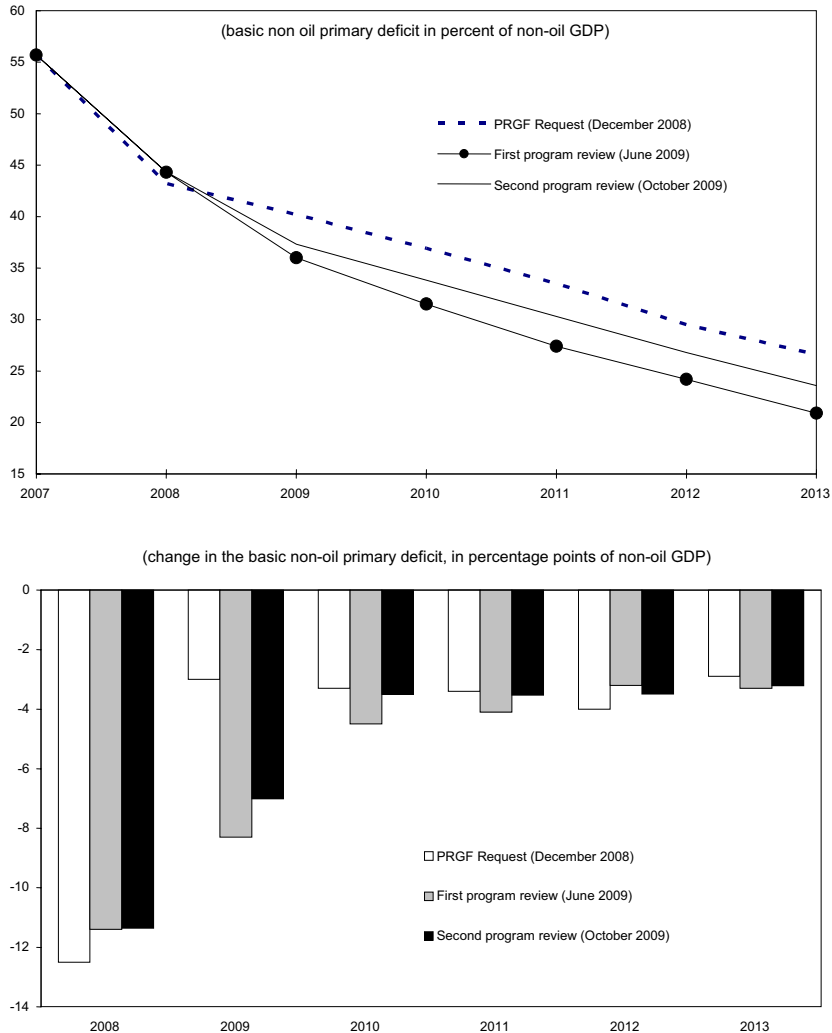 (basic non oil primary deficit in percent of non-oil GDP)
60
55
50
45
40
35
30
25
20
15
PRGF Request (December 2008)
First program review (June 2009)
Second program review (October 2009)
2007 2008 2009 2010 2011 2012 2013
(change in the basic non-oil primary deficit, in percentage points of non-oil GDP)
0
-2
-4
-6
-8
-10
-12
-14
PRGF Request (December 2008)
First program review (June 2009)
Second program review (October 2009)
2008 2009 2010 2011 2012 2013